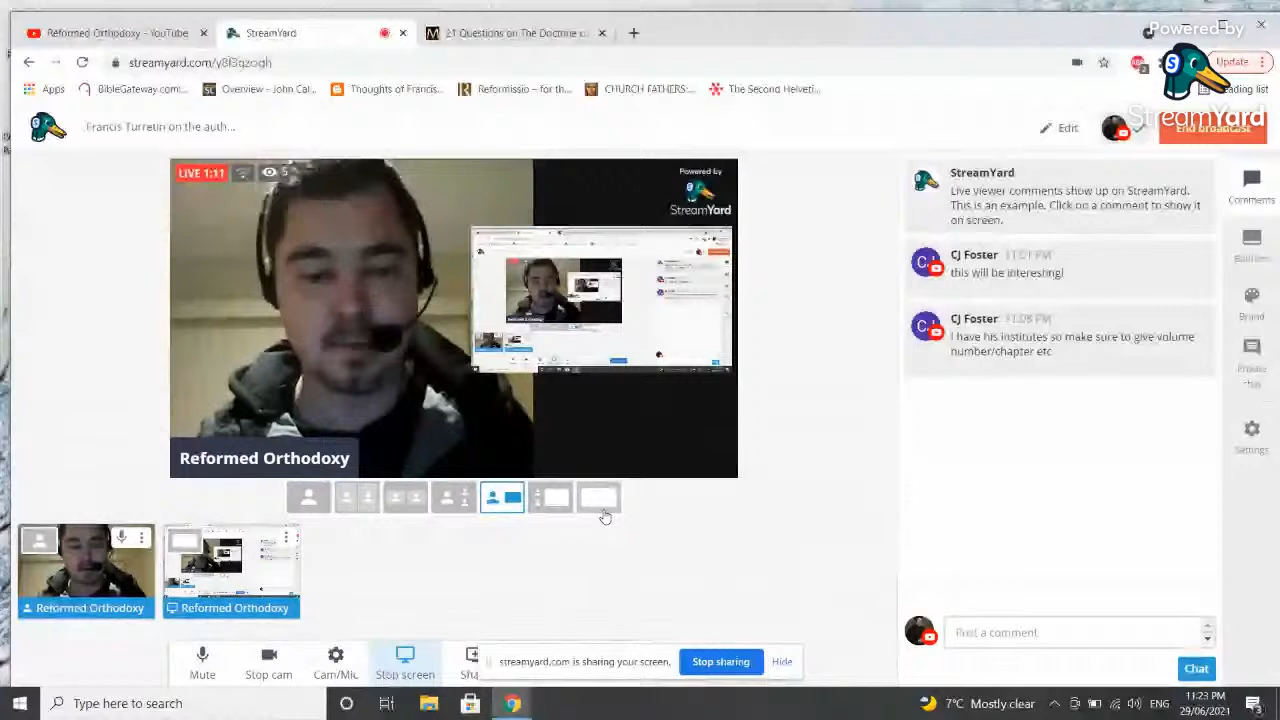 Reformed Orthodoxy - YouTube
StreamYard
21 Questions on The Doctrine
Powered by
StreamYard
streamyard.com/y8l3gzogh
Update
Apps
BibleGateway.com...
Overview – John Cal...
Thoughts of Francis...
Reformise – for th...
CHURCH FATHERS:...
The Second Helveti...
Reading list
Francis Turretin on the auth...
Edit
End broadcast
LIVE 1:11
Powered by
StreamYard
Reformed Orthodoxy
StreamYard
Live viewer comments show up on StreamYard.
This is an example. Click on a comment to show it
on screen.
CJ Foster
this will be interesting!
CJ Foster
I have his institutes so make sure to give volume
number/chapter etc
Comments
Brand
Private
Settings
Reformed Orthodoxy
Reformed Orthodoxy
Mute
Stop cam
Cam/Mic
Stop screen
streamyard.com is sharing your screen.
Stop sharing
Hide
Post a comment
Chat
Type here to search
7°C Mostly clear
ENG
11:23 PM
29/06/2021